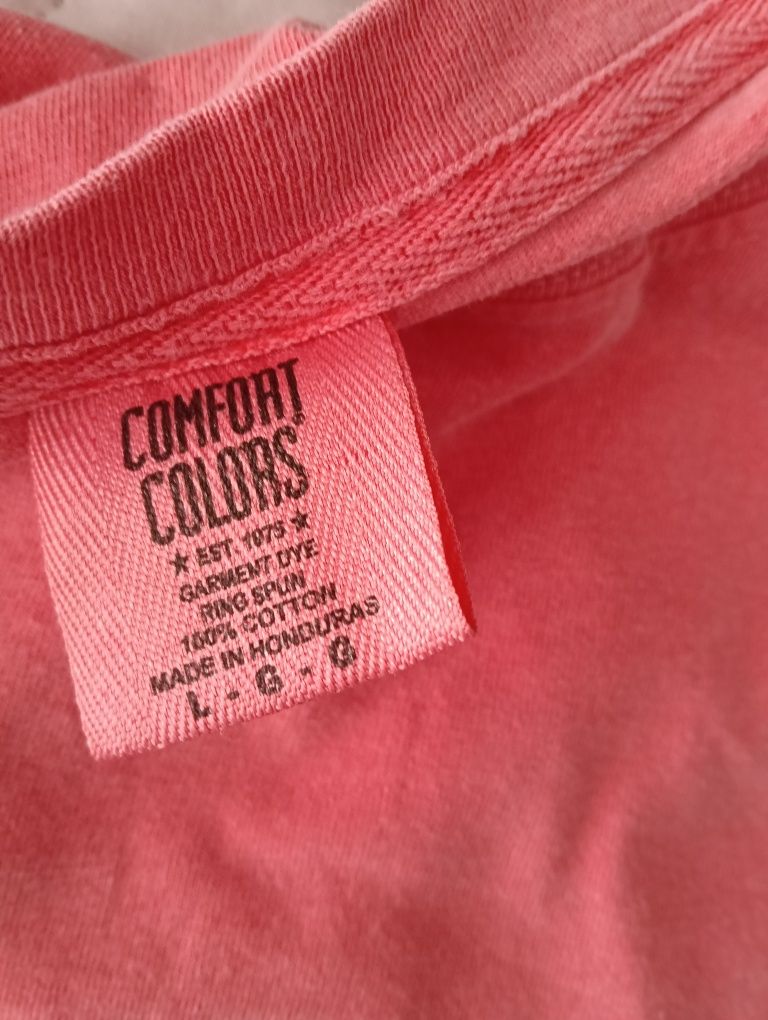 COMFORT
COLORS®
★ EST. 1975 ★
GARMENT DYE
RING SPUN
100% COTTON
MADE IN HONDURAS
L - G - G